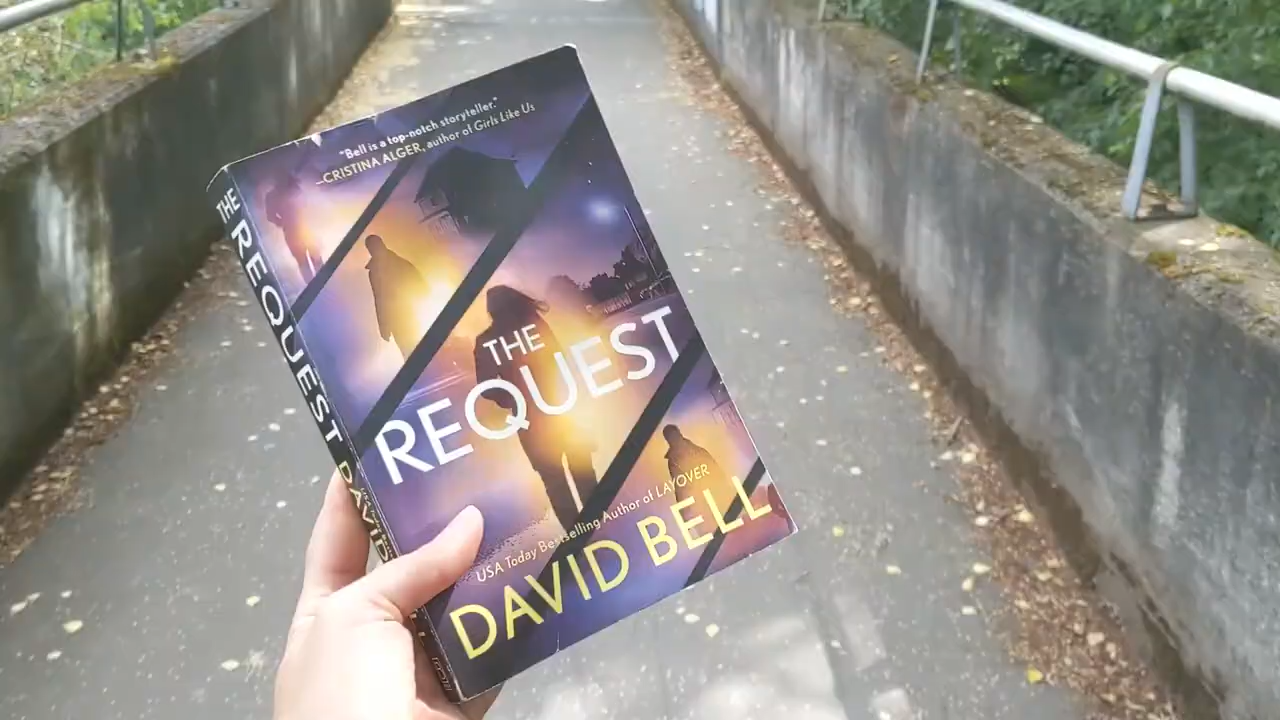 "Bell is a top-notch storyteller."
—CRISTINA ALGER, author of Girls Like Us
THE
REQUEST
USA Today Bestselling Author of LAYOVER
DAVID BELL
THE REQUEST DAVID